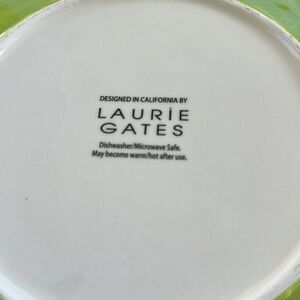 DESIGNED IN CALIFORNIA BY
LAURiE
GATES
Dishwasher/Microwave Safe.
May become warm/hot after use.